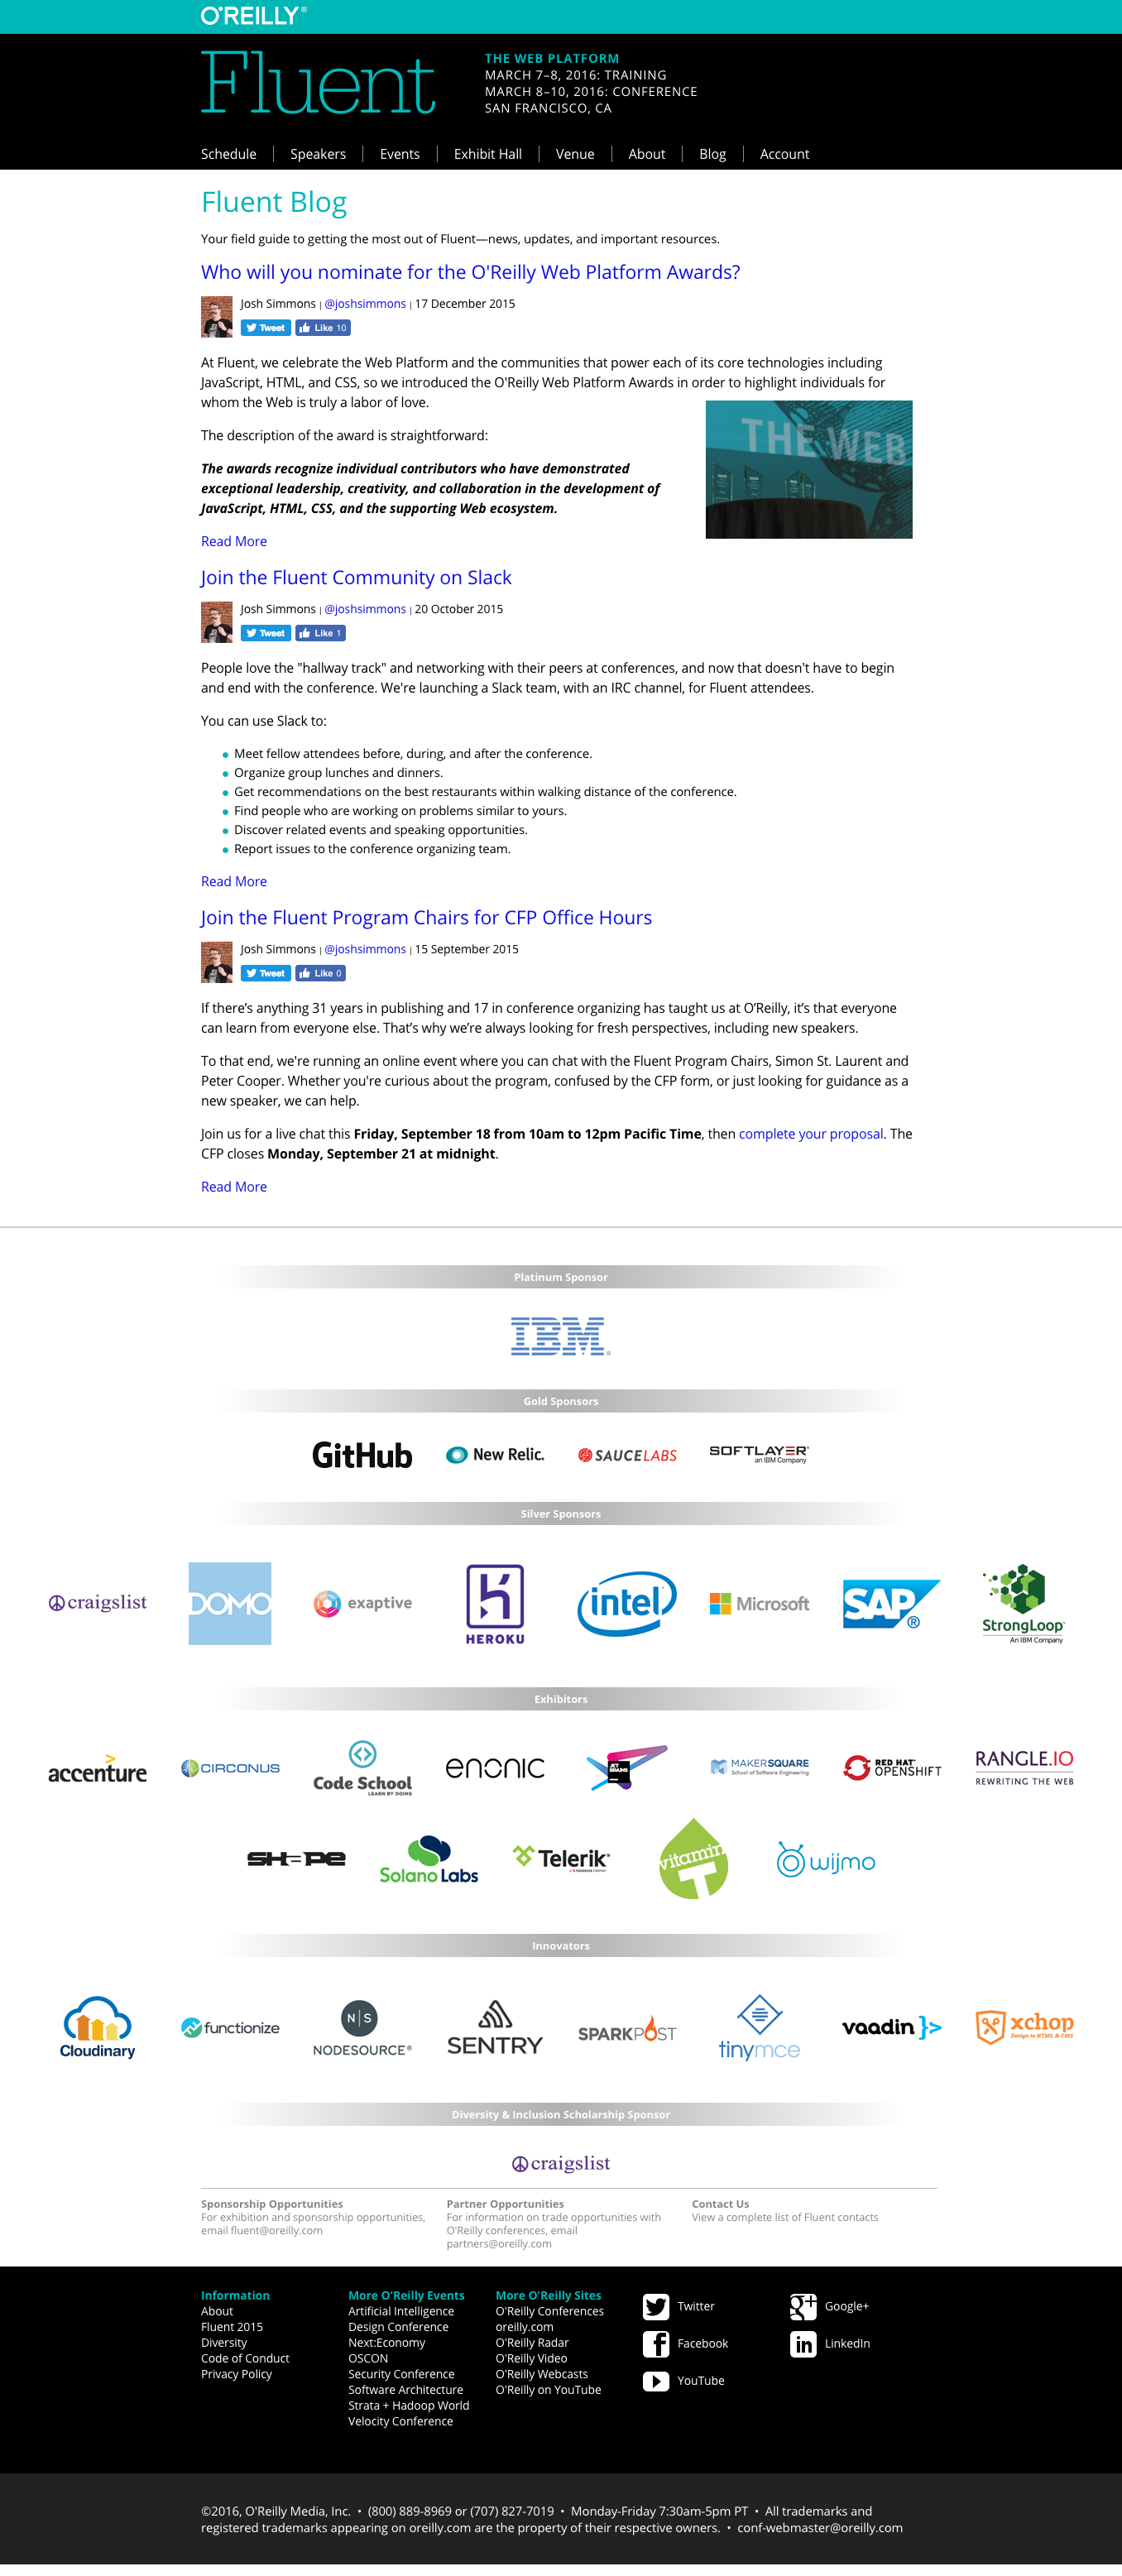 O'REILLY®
Fluent
THE WEB PLATFORM
MARCH 7–8, 2016: TRAINING
MARCH 8–10, 2016: CONFERENCE
SAN FRANCISCO, CA
Schedule
Speakers
Events
Exhibit Hall
Venue
About
Blog
Account
Fluent Blog
Your field guide to getting the most out of Fluent—news, updates, and important resources.
Who will you nominate for the O'Reilly Web Platform Awards?
Josh Simmons | @joshsimmons | 17 December 2015
Tweet Like 10
At Fluent, we celebrate the Web Platform and the communities that power each of its core technologies including
JavaScript, HTML, and CSS, so we introduced the O'Reilly Web Platform Awards in order to highlight individuals for
whom the Web is truly a labor of love.
THE WEB
The description of the award is straightforward:
The awards recognize individual contributors who have demonstrated
exceptional leadership, creativity, and collaboration in the development of
JavaScript, HTML, CSS, and the supporting Web ecosystem.
Read More
Join the Fluent Community on Slack
Josh Simmons | @joshsimmons | 20 October 2015
Tweet Like 1
People love the "hallway track" and networking with their peers at conferences, and now that doesn't have to begin
and end with the conference. We're launching a Slack team, with an IRC channel, for Fluent attendees.
You can use Slack to:
Meet fellow attendees before, during, and after the conference.
Organize group lunches and dinners.
Get recommendations on the best restaurants within walking distance of the conference.
Find people who are working on problems similar to yours.
Discover related events and speaking opportunities.
Report issues to the conference organizing team.
Read More
Join the Fluent Program Chairs for CFP Office Hours
Josh Simmons | @joshsimmons | 15 September 2015
Tweet Like 0
If there’s anything 31 years in publishing and 17 in conference organizing has taught us at O’Reilly, it’s that everyone
can learn from everyone else. That’s why we’re always looking for fresh perspectives, including new speakers.
To that end, we're running an online event where you can chat with the Fluent Program Chairs, Simon St. Laurent and
Peter Cooper. Whether you're curious about the program, confused by the CFP form, or just looking for guidance as a
new speaker, we can help.
Join us for a live chat this Friday, September 18 from 10am to 12pm Pacific Time, then complete your proposal. The
CFP closes Monday, September 21 at midnight.
Read More
Platinum Sponsor
IBM®
Gold Sponsors
GitHub
New Relic.
SAUCELABS
SOFTLAYER®
an IBM Company
Silver Sponsors
craigslist
DOMO
exaptive
HEROKU
intel
Microsoft
SAP®
StrongLoop
An IBM Company
Exhibitors
accenture
CIRCONUS
Code School
LEARN BY DOING
enonic
JET BRAINS
MAKERSQUARE
School of Software Engineering
RED HAT
OPENSHIFT
RANGLE.IO
REWRITING THE WEB
SHAPE
Solano Labs
Telerik
vitamin T
wijmo
Innovators
Cloudinary
functionize
N|S
NODESOURCE®
SENTRY
SPARKPOST
tinymce
vaadin }>
xchop
Design to HTML & CMS
Diversity & Inclusion Scholarship Sponsor
craigslist
Sponsorship Opportunities
For exhibition and sponsorship opportunities,
email fluent@oreilly.com
Partner Opportunities
For information on trade opportunities with
O'Reilly conferences, email
partners@oreilly.com
Contact Us
View a complete list of Fluent contacts
Information
About
Fluent 2015
Diversity
Code of Conduct
Privacy Policy
More O'Reilly Events
Artificial Intelligence
Design Conference
Next:Economy
OSCON
Security Conference
Software Architecture
Strata + Hadoop World
Velocity Conference
More O'Reilly Sites
O'Reilly Conferences
oreilly.com
O'Reilly Radar
O'Reilly Video
O'Reilly Webcasts
O'Reilly on YouTube
Twitter
Facebook
YouTube
Google+
LinkedIn
©2016, O'Reilly Media, Inc. • (800) 889-8969 or (707) 827-7019 • Monday-Friday 7:30am-5pm PT • All trademarks and
registered trademarks appearing on oreilly.com are the property of their respective owners. • conf-webmaster@oreilly.com